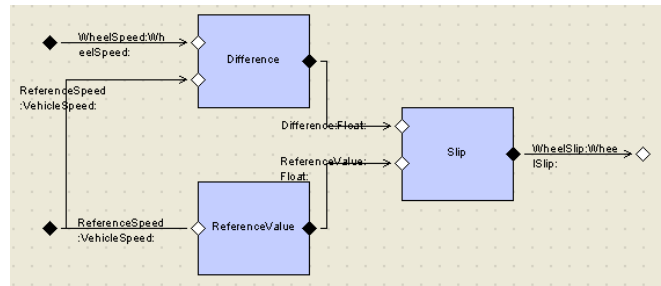 WheelSpeed:Wh
eelSpeed:
Difference
ReferenceSpeed
:VehicleSpeed:
Difference:Float:
Slip
WheelSlip:Whee
lSlip:
ReferenceValue:
Float:
ReferenceSpeed
:VehicleSpeed:
ReferenceValue